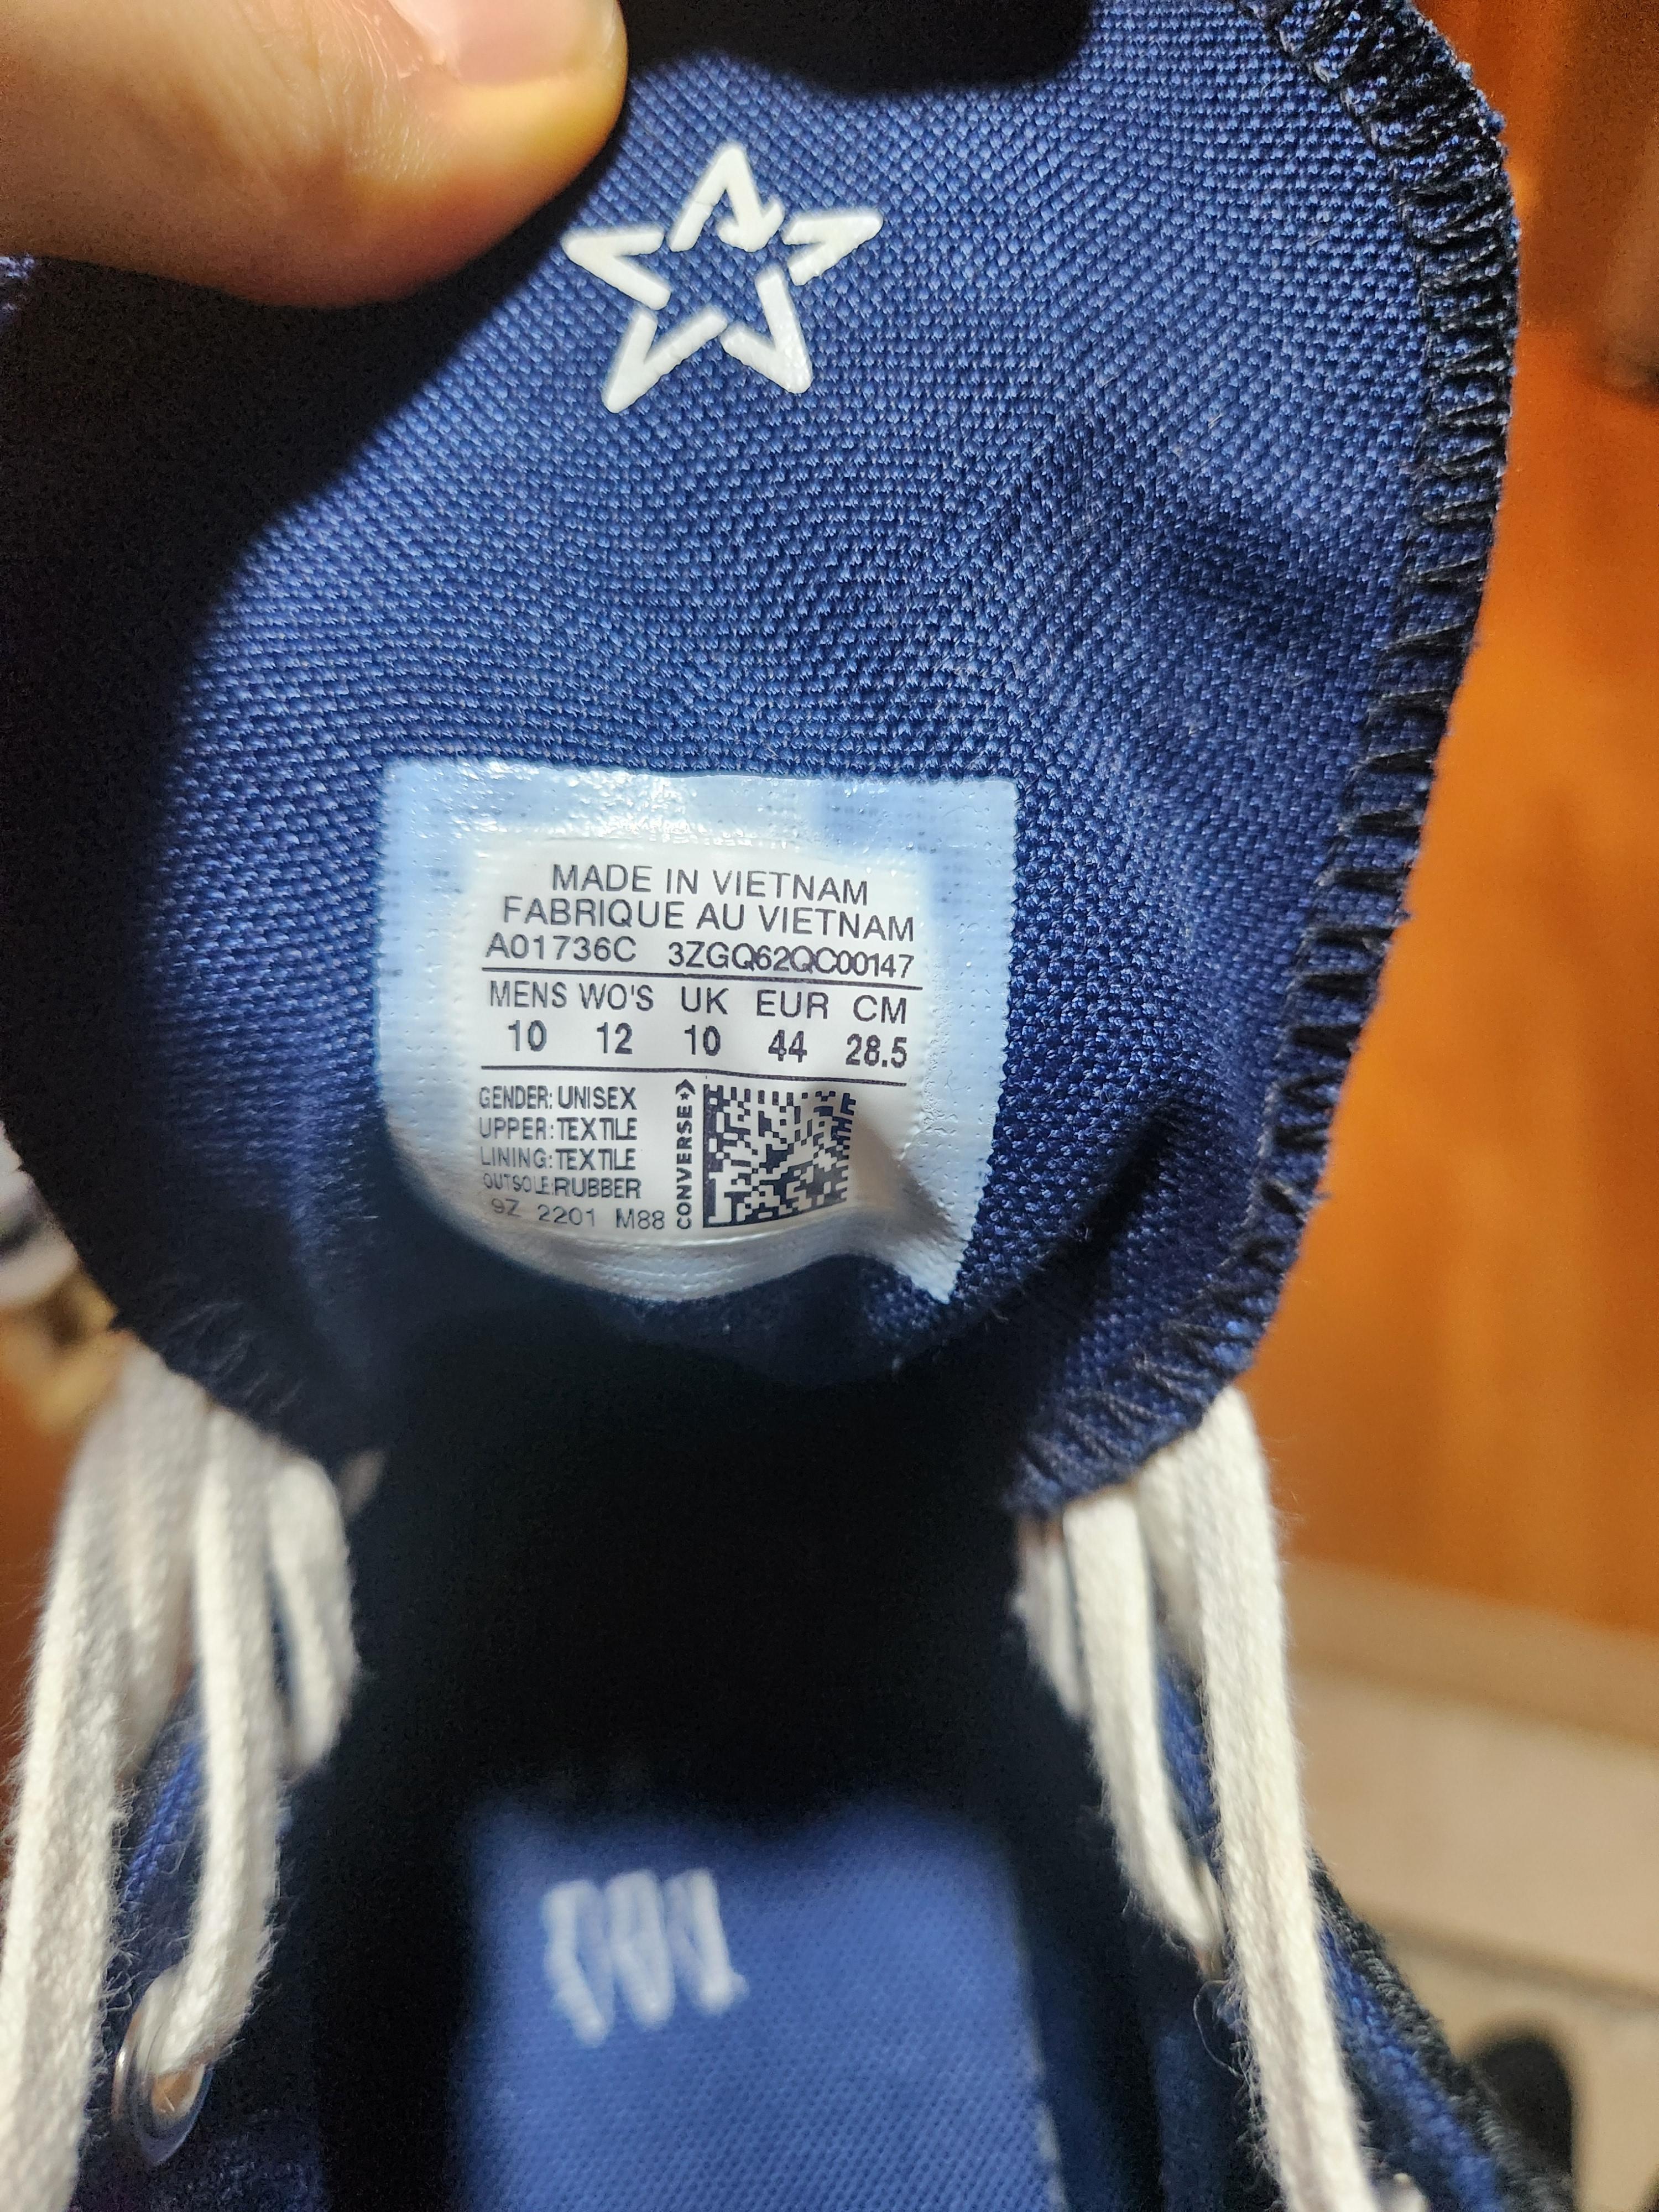 MADE IN VIETNAM
FABRIQUE AU VIETNAM
A01736C 3ZGQ62QC00147
MENS WO'S UK EUR CM
10 12 10 44 28.5
GENDER: UNISEX
UPPER: TEXTILE
LINING: TEXTILE
OUTSOLE: RUBBER
9Z 2201 M88
CONVERSE